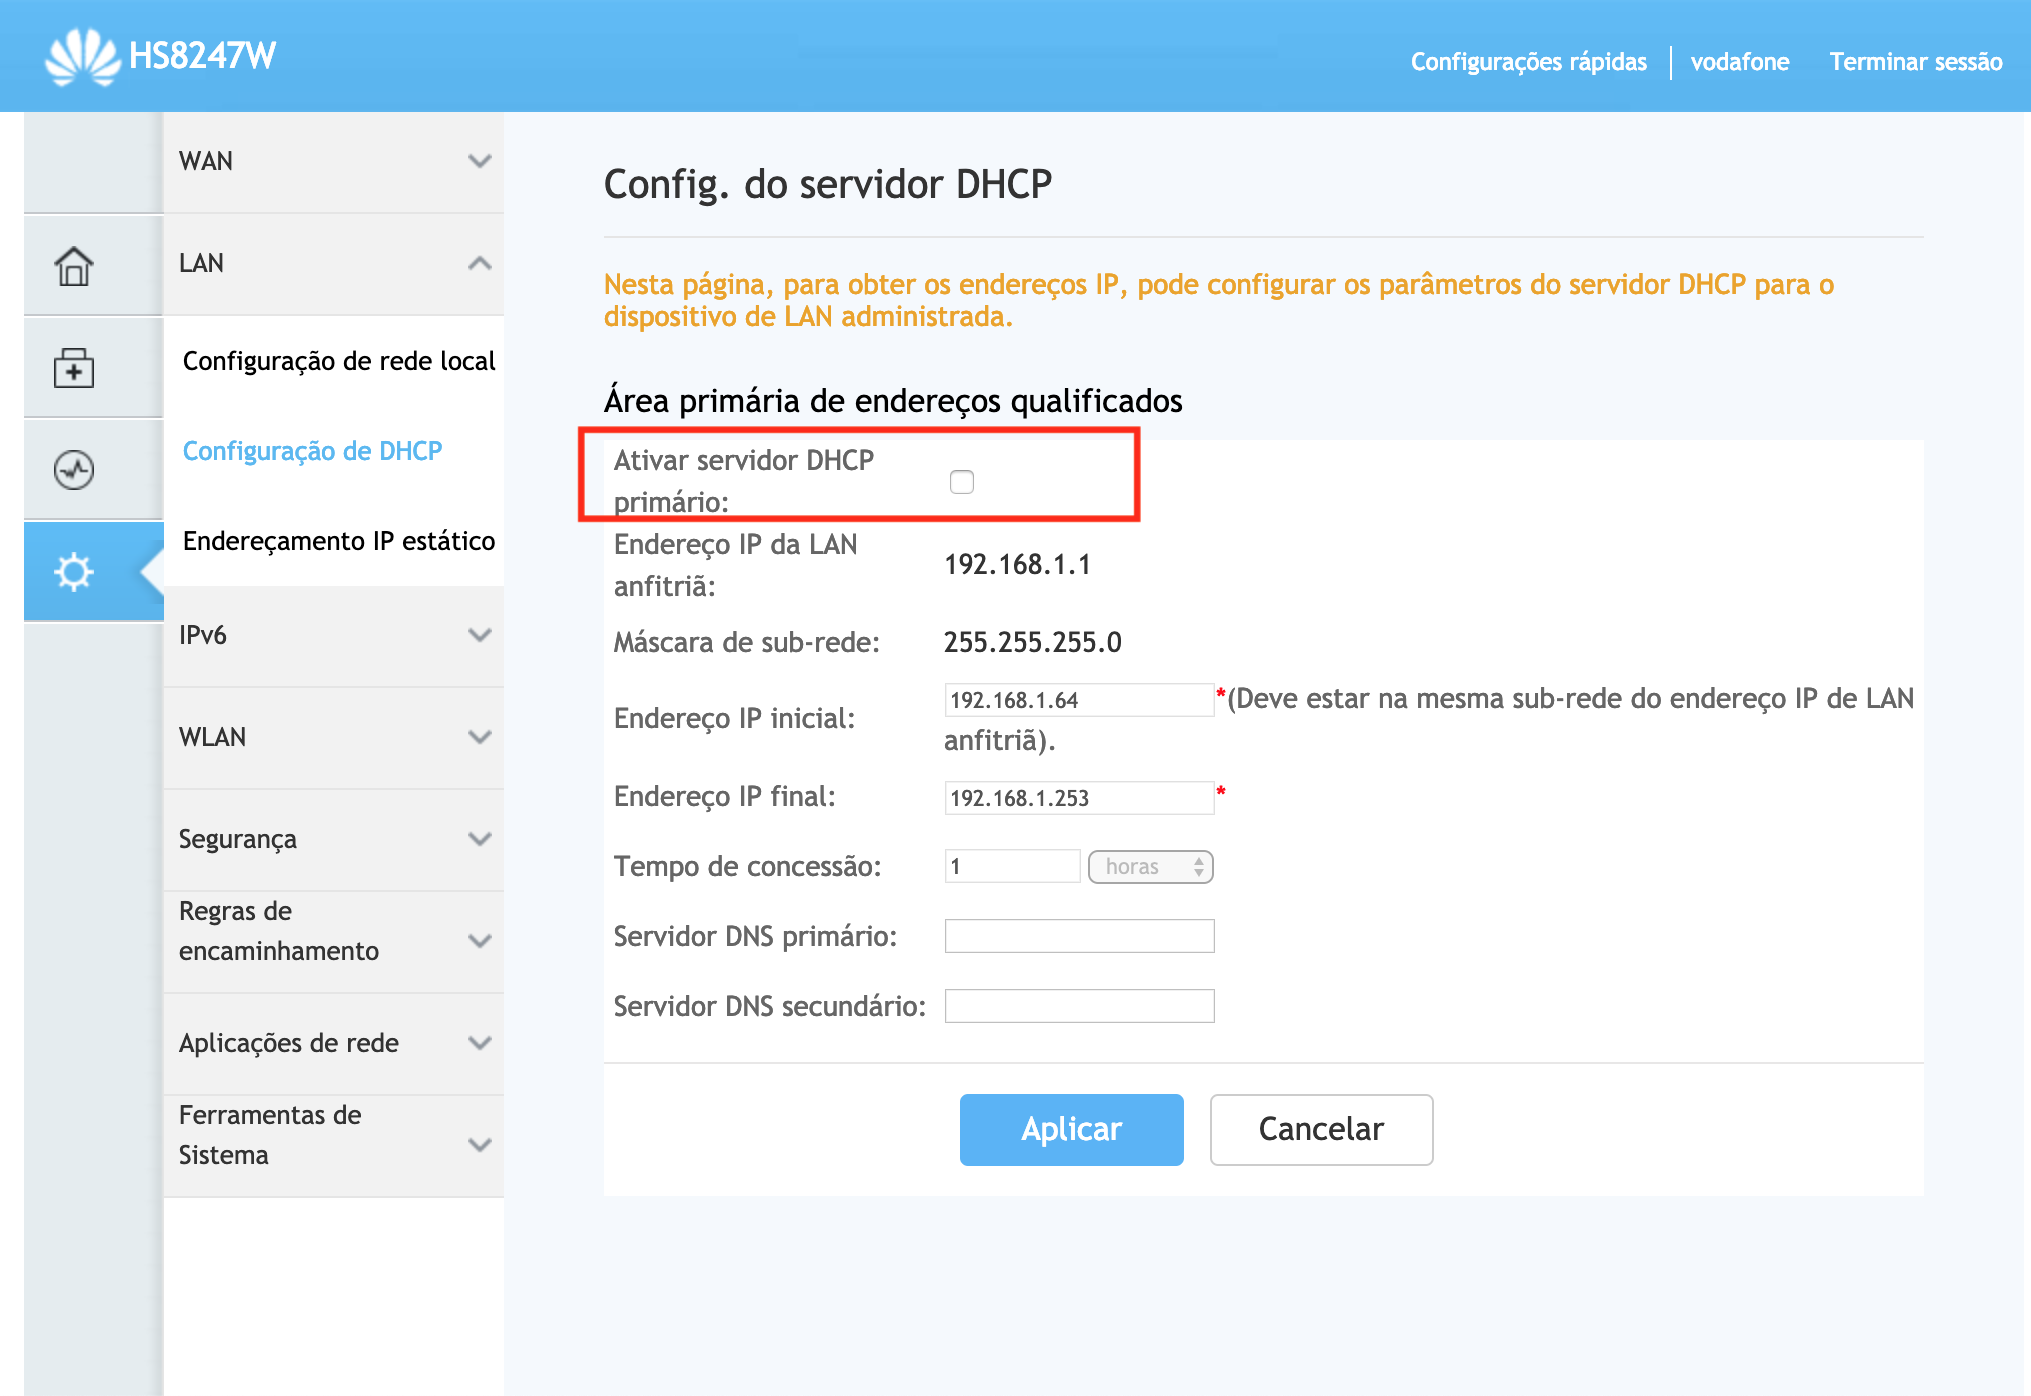 HS8247W
Configurações rápidas
vodafone
Terminar sessão
WAN
LAN
Configuração de rede local
Configuração de DHCP
Endereçamento IP estático
IPv6
WLAN
Segurança
Regras de
encaminhamento
Aplicações de rede
Ferramentas de
Sistema
Config. do servidor DHCP
Nesta página, para obter os endereços IP, pode configurar os parâmetros do servidor DHCP para o
dispositivo de LAN administrada.
Área primária de endereços qualificados
Ativar servidor DHCP
primário:
Endereço IP da LAN
anfitriã:
192.168.1.1
Máscara de sub-rede: 255.255.255.0
Endereço IP inicial: 192.168.1.64 *(Deve estar na mesma sub-rede do endereço IP de LAN
anfitriã).
Endereço IP final: 192.168.1.253 *
Tempo de concessão: 1 horas
Servidor DNS primário:
Servidor DNS secundário:
Aplicar
Cancelar